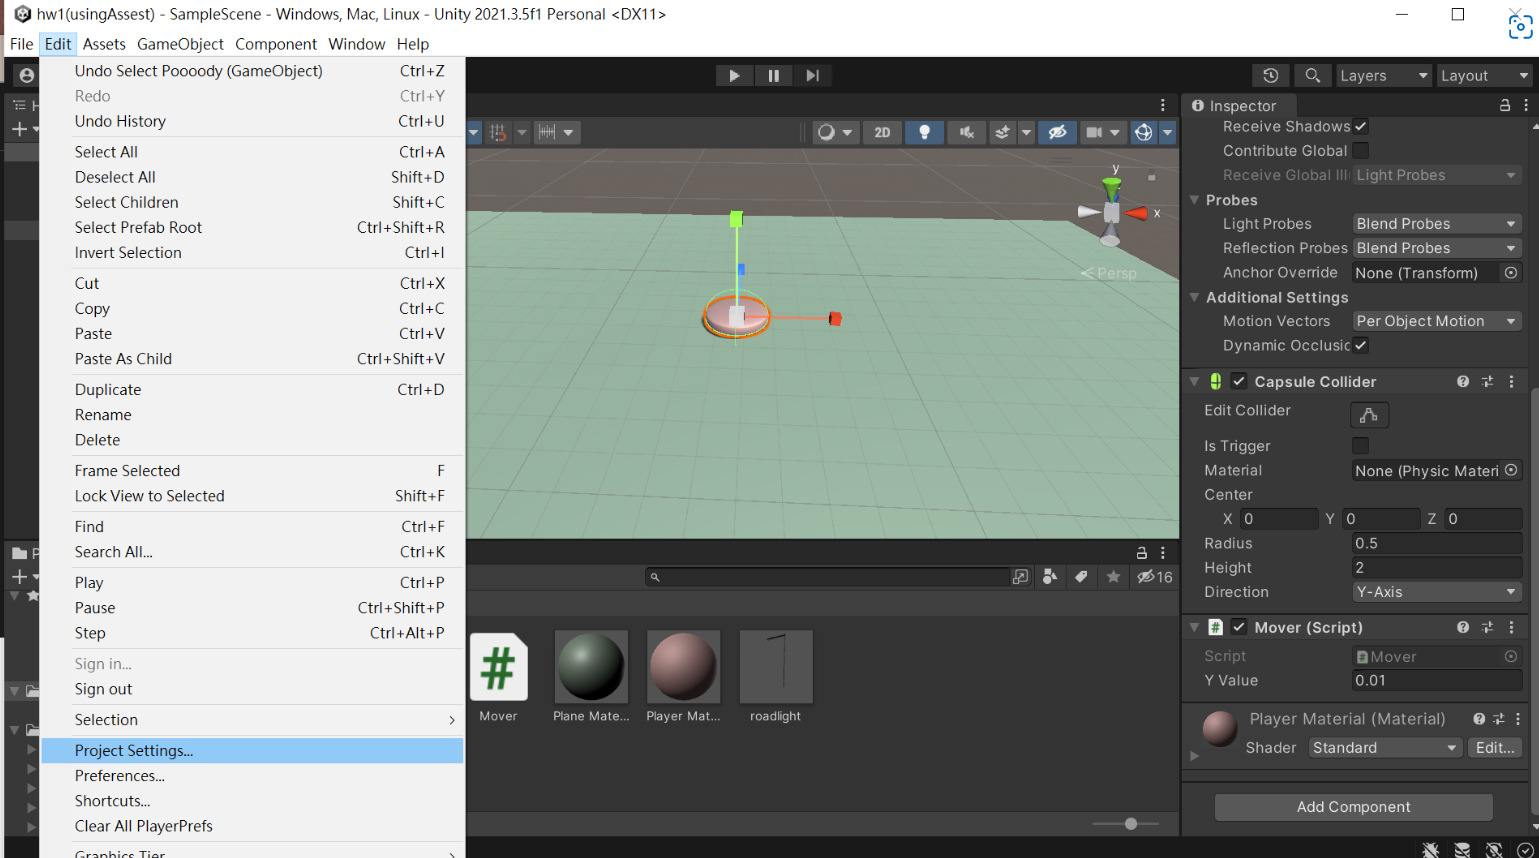 hw1(usingAssest) - SampleScene - Windows, Mac, Linux - Unity 2021.3.5f1 Personal <DX11>
File Edit Assets GameObject Component Window Help
Layers Layout
Undo Select Poooody (GameObject) Ctrl+Z
Redo Ctrl+Y
Undo History Ctrl+U
Select All Ctrl+A
Deselect All Shift+D
Select Children Shift+C
Select Prefab Root Ctrl+Shift+R
Invert Selection Ctrl+I
Cut Ctrl+X
Copy Ctrl+C
Paste Ctrl+V
Paste As Child Ctrl+Shift+V
Duplicate Ctrl+D
Rename
Delete
Frame Selected F
Lock View to Selected Shift+F
Find Ctrl+F
Search All... Ctrl+K
Play Ctrl+P
Pause Ctrl+Shift+P
Step Ctrl+Alt+P
Sign in...
Sign out
Selection
Project Settings...
Preferences...
Shortcuts...
Clear All PlayerPrefs
Graphics Tier
H
P
2D
y
x
Persp
16
Mover
Plane Mate...
Player Mat...
roadlight
Inspector
Receive Shadows
Contribute Global
Receive Global Ill Light Probes
Probes
Light Probes Blend Probes
Reflection Probes Blend Probes
Anchor Override None (Transform)
Additional Settings
Motion Vectors Per Object Motion
Dynamic Occlusic
Capsule Collider
Edit Collider
Is Trigger
Material None (Physic Materi
Center
X 0 Y 0 Z 0
Radius 0.5
Height 2
Direction Y-Axis
# Mover (Script)
Script Mover
Y Value 0.01
Player Material (Material)
Shader Standard Edit...
Add Component